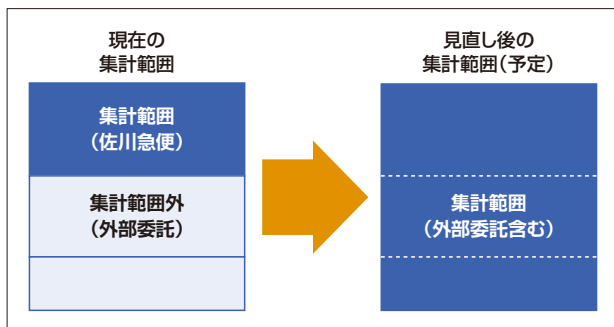 現在の
集計範囲
集計範囲
(佐川急便)
集計範囲外
(外部委託)
見直し後の
集計範囲(予定)
集計範囲
(外部委託含む)